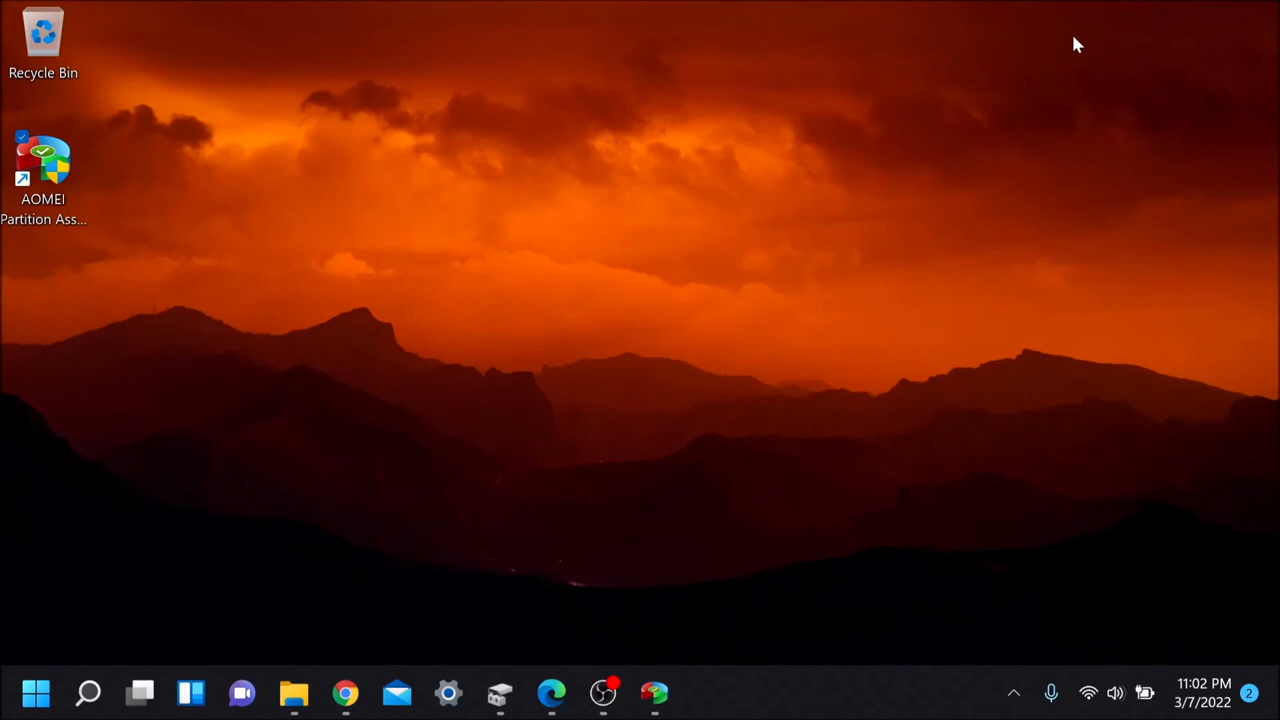 Recycle Bin
AOMEI
Partition Ass...
11:02 PM
3/7/2022
2